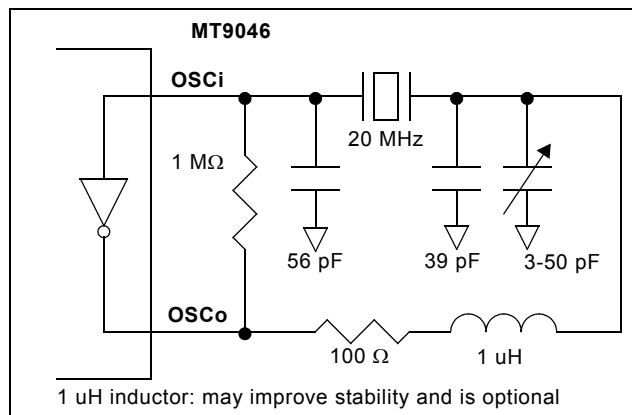 MT9046
OSCi
20 MHz
1 MΩ
56 pF
39 pF
3-50 pF
OSCo
100 Ω
1 uH
1 uH inductor: may improve stability and is optional